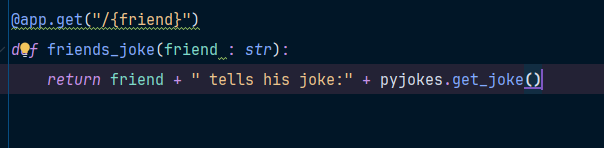 @app.get("/{friend}")
def friends_joke(friend : str):
return friend + " tells his joke:" + pyjokes.get_joke()